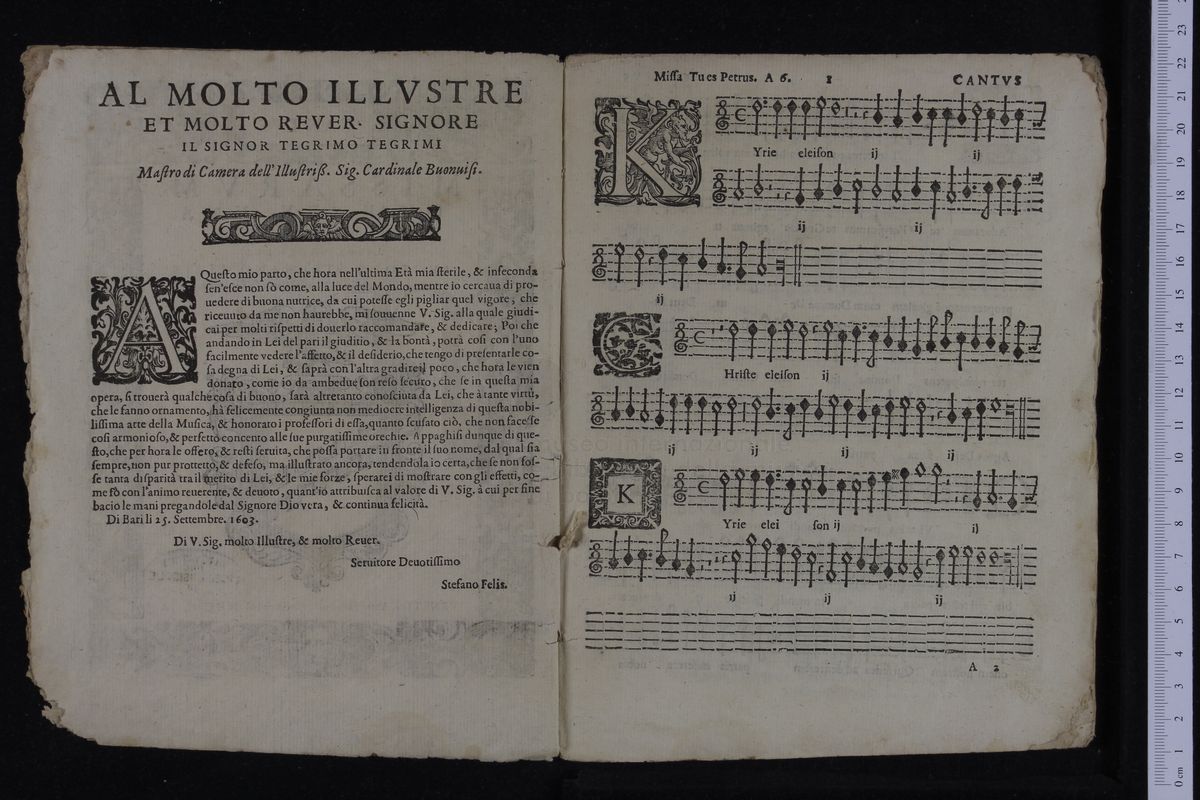 AL MOLTO ILLVSTRE
ET MOLTO REVER. SIGNORE
IL SIGNOR TEGRIMO TEGRIMI
Maſtro di Camera dell'Illuſtriß. Sig. Cardinale Buonuiſi.
A Queſto mio parto, che hora nell'ultima Età mia ſterile, & infeconda
ſen'eſce non ſò come, alla luce del Mondo, mentre io cercaua di pro-
uedere di buona nutrice, da cui poteſſe egli pigliar quel vigore, che
riceuuto da me non haurebbe, mi ſouuenne V. Sig. alla quale giudi-
cai per molti riſpetti di douerlo raccomandare, & dedicare; Poi che
andando in Lei del pari il giuditio, & la bontà, potrà coſi con l'uno
facilmente vedere l'affetto, & il deſiderio, che tengo di preſentarle co-
ſa degna di Lei, & ſaprà con l'altra gradire il poco, che hora le vien
donato, come io da ambedue ſon reſo ſecuro, che ſe in queſta mia
opera, ſi trouerà qualche coſa di buono, ſarà altretanto conoſciuta da Lei, che à tante virtù,
che le fanno ornamento, hà felicemente congiunta non mediocre intelligenza di queſta nobi-
liſſima arte della Muſica, & honorato i profeſſori di eſſa, quanto ſcuſato ciò, che non faceſſe
coſi armonioſo, & perfetto concento alle ſue purgatiſſime orechie. Appaghiſi dunque di que-
ſto, che per hora le offero, & reſti ſeruita, che poſſa portare in fronte il ſuo nome, dal qual ſia
ſempre, non pur prottetto, & defeſo, ma illuſtrato ancora, tendendola io certa, che ſe non foſ-
ſe tanta diſparità tra il merito di Lei, & le mie forze, ſperarei di moſtrare con gli effetti, co-
me fò con l'animo reuerente, & deuoto, quant'io attribuiſca al valore di V. Sig. à cui per fine
bacio le mani pregandole dal Signore Dio vera, & continua felicità.
Di Bari li 25. Settembre. 1603.
Di V. Sig. molto Illuſtre, & molto Reuer.
Seruitore Deuotiſſimo
Stefano Felis.
Miſſa Tu es Petrus. A 6. 1 CANTVS
K Yrie eleiſon ij ij
ij ij
ij
C Hriſte eleiſon ij
ij ij ij ij
K Yrie elei ſon ij ij
ij ij ij
A 2